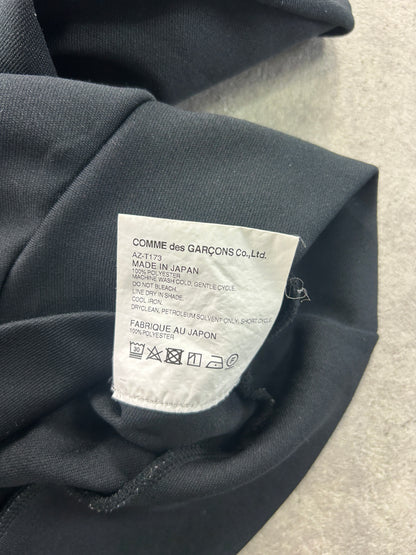 COMME des GARÇONS Co.,Ltd.
AZ-T173
MADE IN JAPAN
100% POLYESTER
MACHINE WASH COLD, GENTLE CYCLE.
DO NOT BLEACH.
LINE DRY IN SHADE.
COOL IRON.
DRYCLEAN, PETROLEUM SOLVENT ONLY, SHORT CYCLE.
FABRIQUE AU JAPON
100% POLYESTER
30